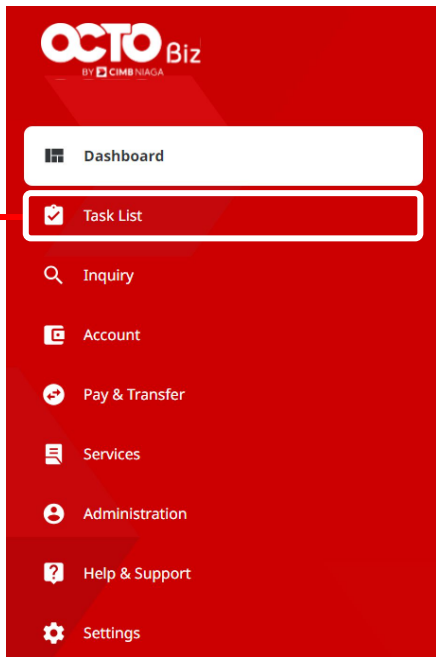 OCTO Biz
BY CIMB NIAGA
Dashboard
Task List
Inquiry
Account
Pay & Transfer
Services
Administration
Help & Support
Settings